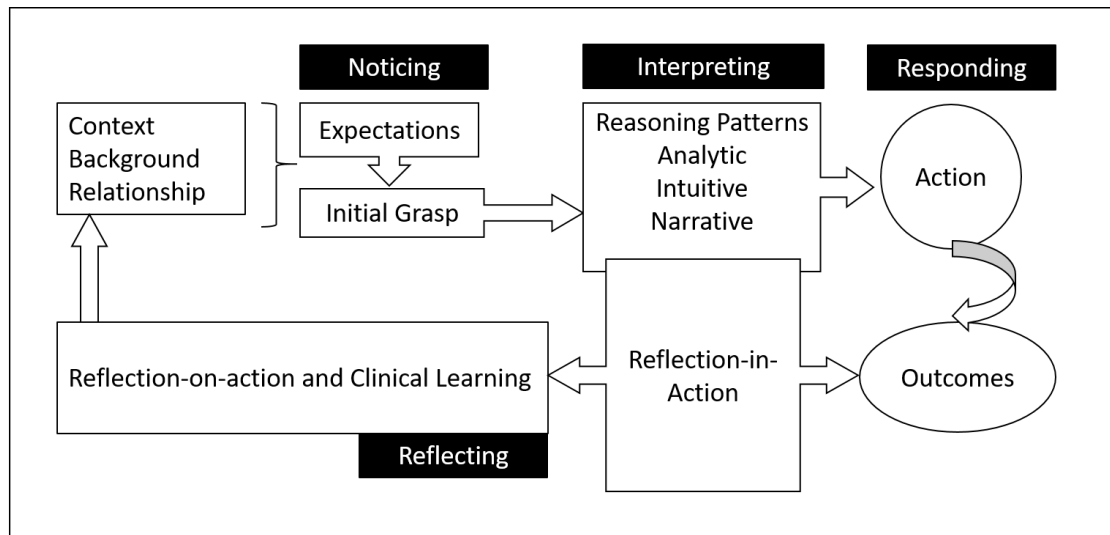 Noticing
Interpreting
Responding
Context
Background
Relationship
Expectations
Initial Grasp
Reasoning Patterns
Analytic
Intuitive
Narrative
Action
Reflection-on-action and Clinical Learning
Reflection-in-
Action
Outcomes
Reflecting